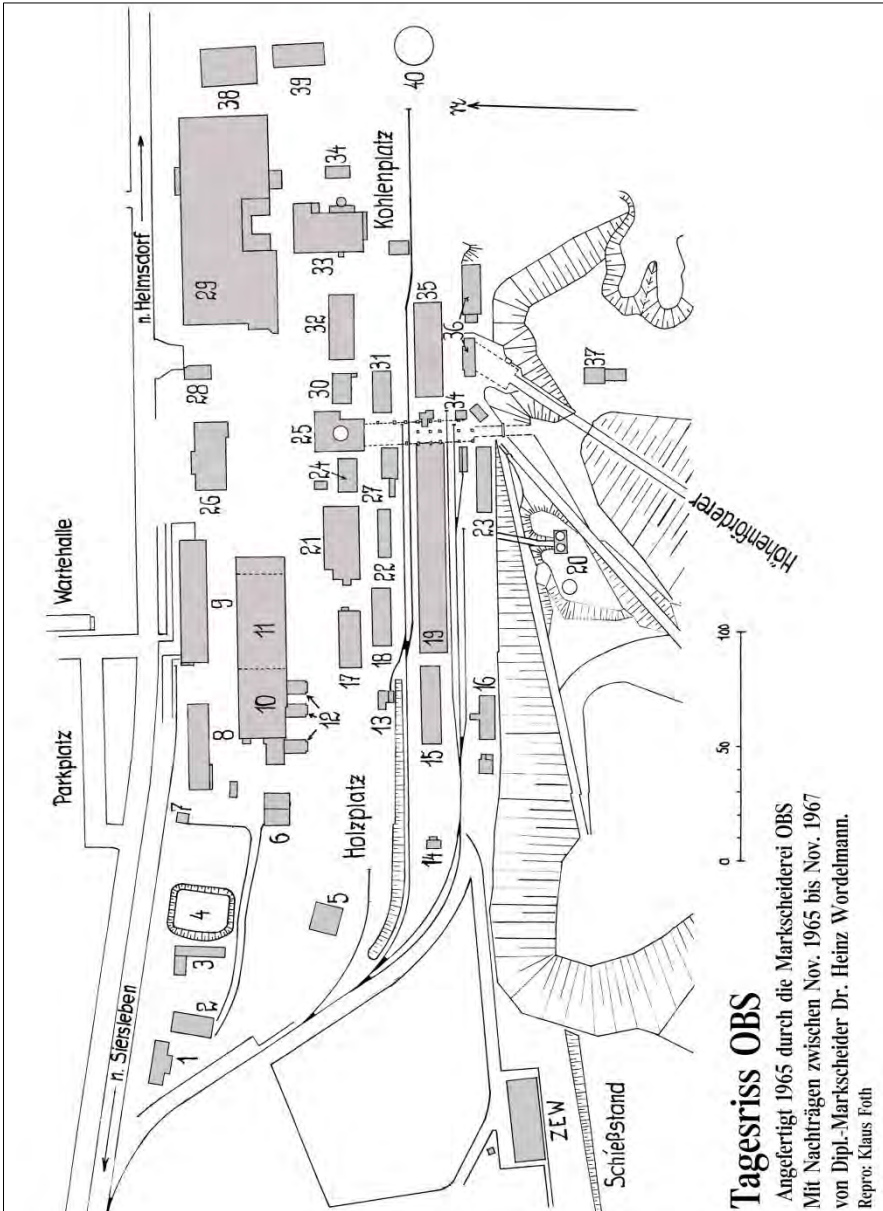 Parkplatz
Wartehalle
n. Siersleben
n. Helmsdorf
1
2
3
4
7
8
9
26
28
29
38
39
5
6
10
11
12
Holzplatz
17
21
24
25
30
32
33
34
Kohlenplatz
13
18
22
27
31
40
14
15
19
35
16
23
34
36
20
37
N
ZEW
Schießstand
Höhenförderer
0
50
100
Tagesriss OBS
Angefertigt 1965 durch die Markscheiderei OBS
Mit Nachträgen zwischen Nov. 1965 bis Nov. 1967
von Dipl.-Markscheider Dr. Heinz Wordelmann.
Repro: Klaus Foth